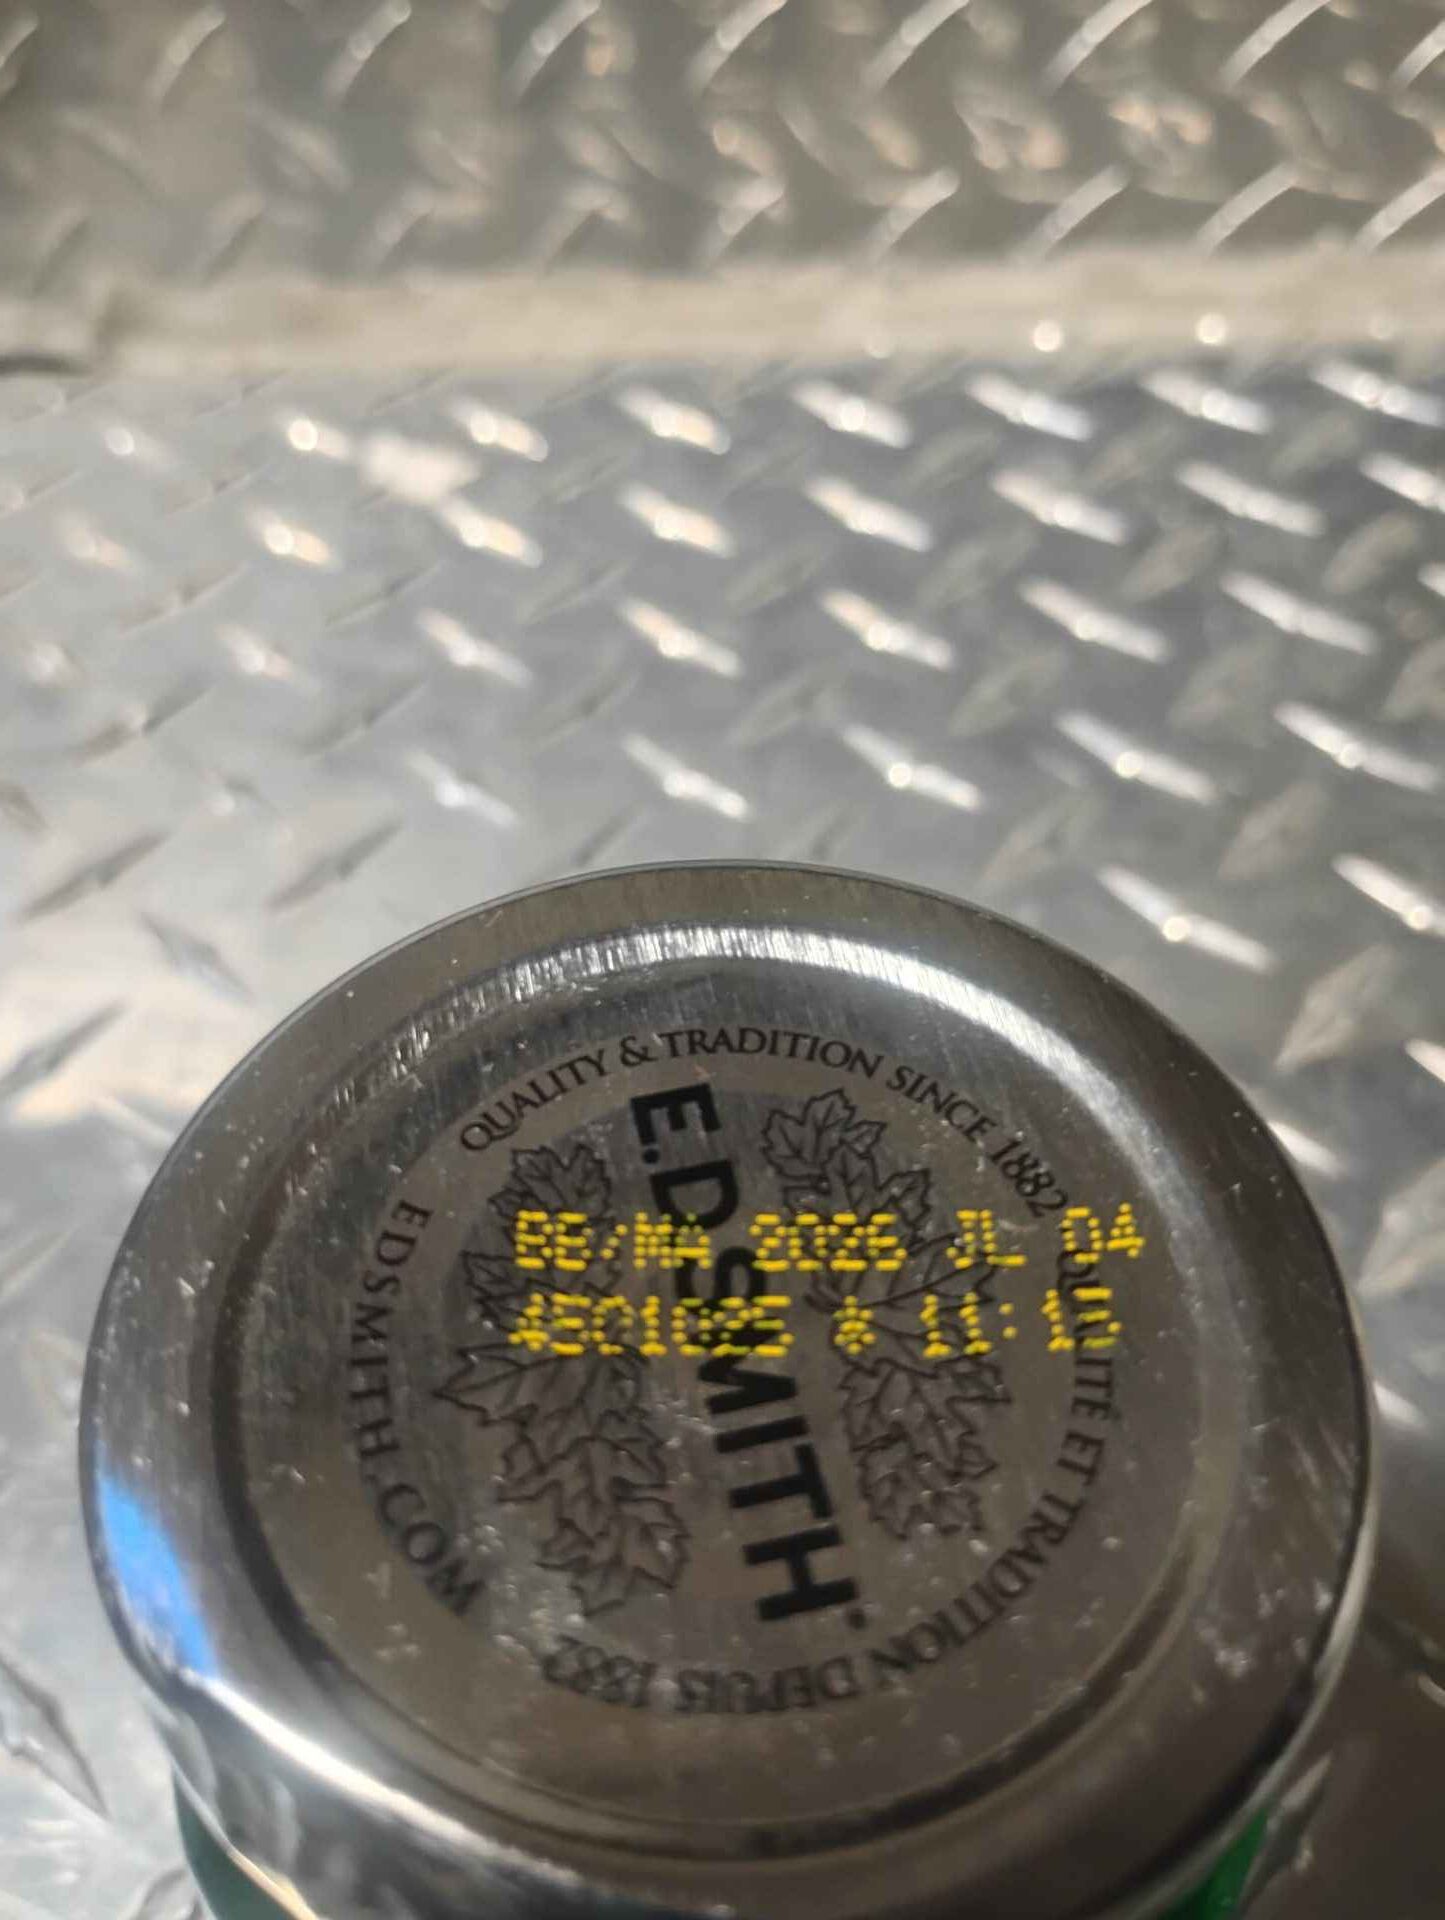 QUALITY & TRADITION SINCE 1882
E.D.SMITH
BB/MA 2026 JL 04
EDSMITH.COM
QUALITÉ ET TRADITION DEPUIS 1882